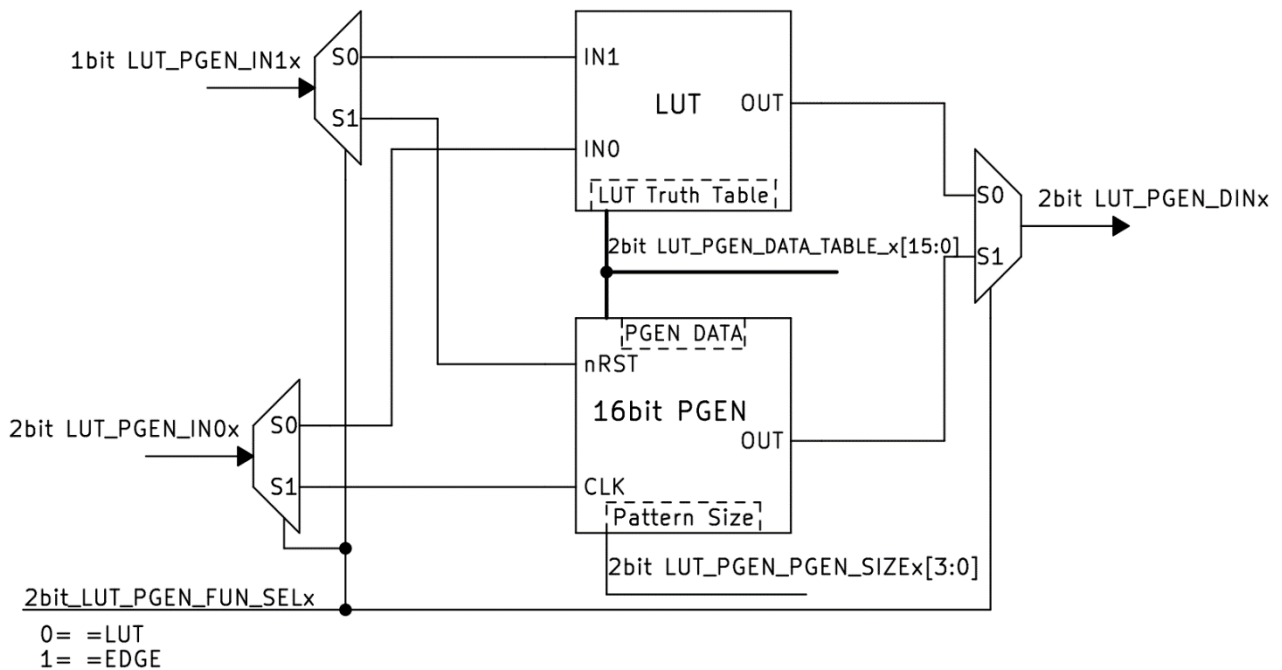 1bit LUT_PGEN_IN1x
S0
S1
IN1
LUT
OUT
IN0
LUT Truth Table
S0
S1
2bit LUT_PGEN_DINx
2bit LUT_PGEN_DATA_TABLE_x[15:0]
PGEN DATA
nRST
16bit PGEN
OUT
2bit LUT_PGEN_IN0x
S0
S1
CLK
Pattern Size
2bit LUT_PGEN_PGEN_SIZEx[3:0]
2bit_LUT_PGEN_FUN_SELx
0= =LUT
1= =EDGE